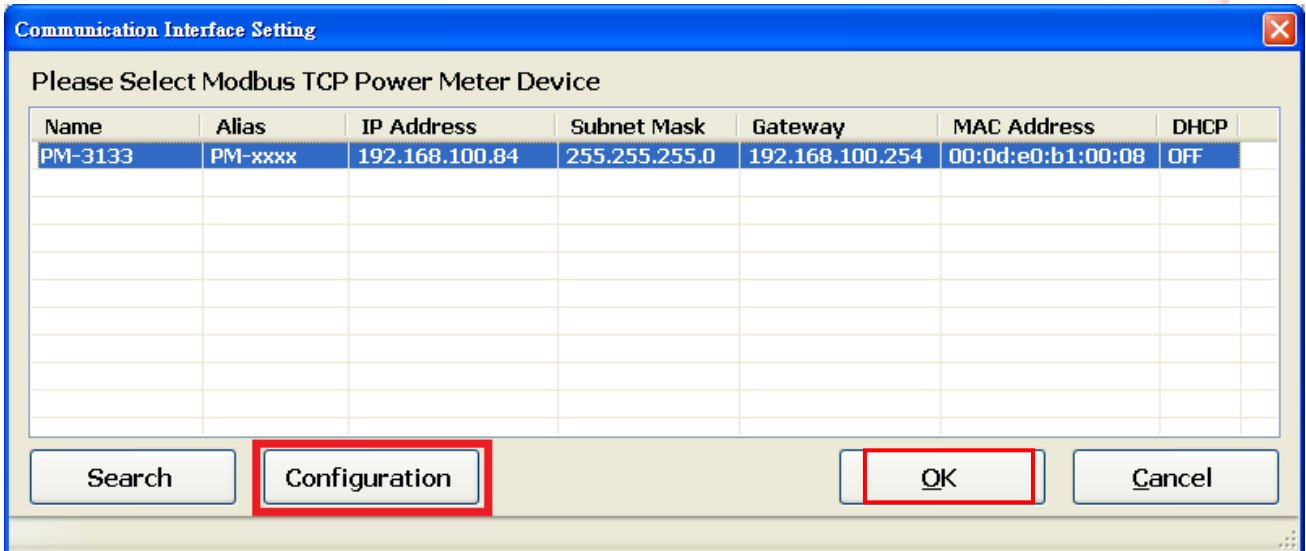 Communication Interface Setting
Please Select Modbus TCP Power Meter Device
Name Alias IP Address Subnet Mask Gateway MAC Address DHCP
PM-3133 PM-xxxx 192.168.100.84 255.255.255.0 192.168.100.254 00:0d:e0:b1:00:08 OFF
Search Configuration OK Cancel